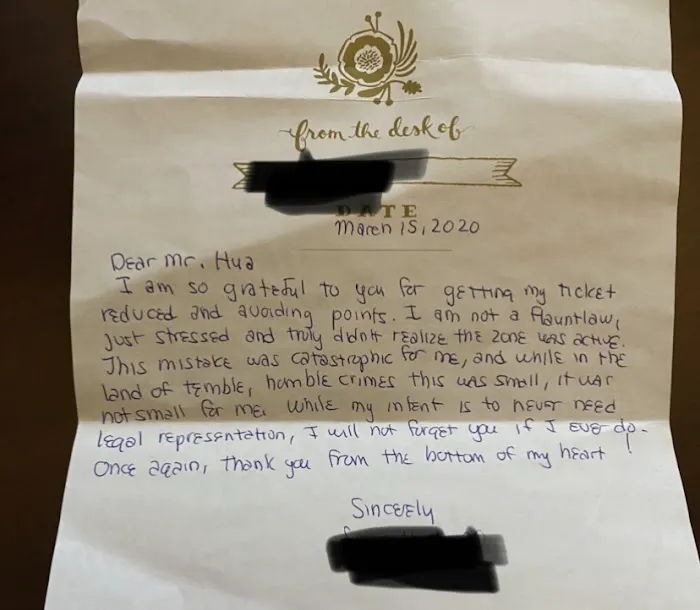 from the desk of
DATE
March 15, 2020
Dear Mr. Hua
I am so grateful to you for getting my ticket
reduced and avoiding points. I am not a flauntlaw,
just stressed and truly didn't realize the zone was active.
This mistake was catastrophic for me, and while in the
land of terrible, horrible crimes this was small, it was
not small for me. While my intent is to never need
legal representation, I will not forget you if I ever do.
Once again, thank you from the bottom of my heart!
Sincerely